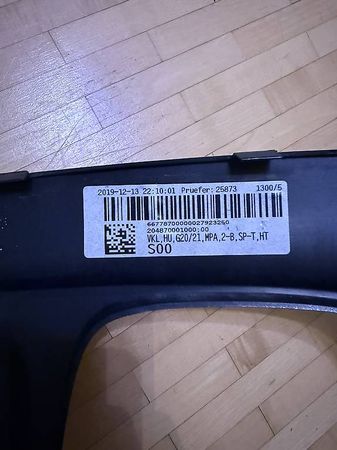 2019-12-13 22:10:01 Pruefer: 25873 1300/5
66778700000027923260
204870001000;00
VKL,HU,G20/21,MPA,2-B,SP-T,HT
S00